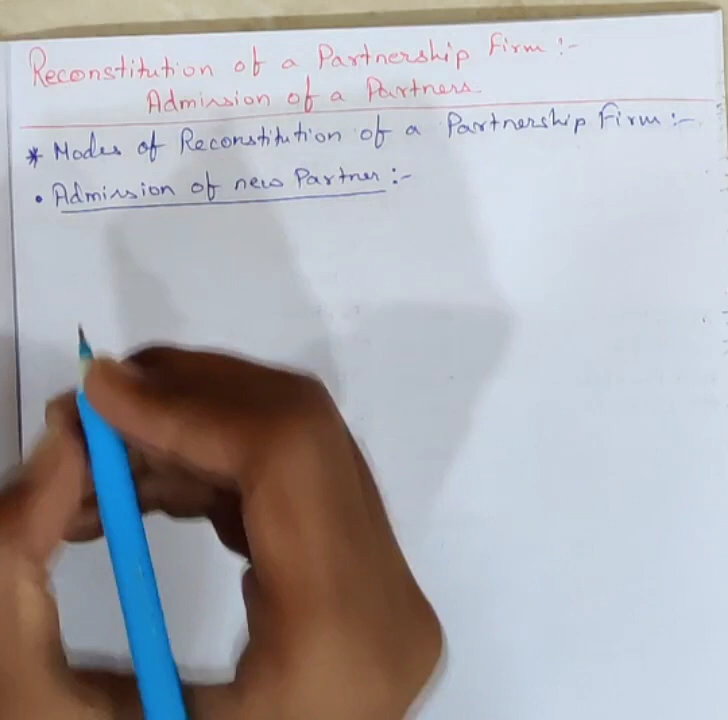 Reconstitution of a Partnership Firm :-
Admission of a Partners
* Modes of Reconstitution of a Partnership Firm :-
• Admission of new Partner :-